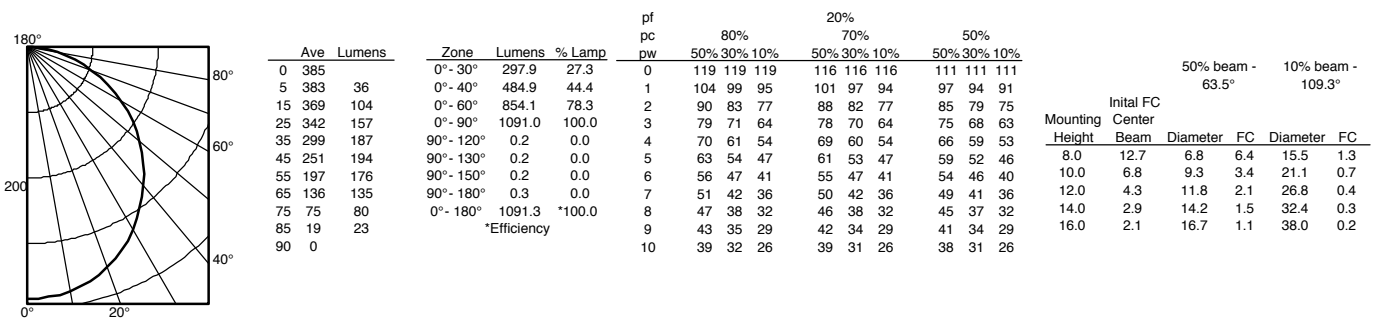 180°
80°
60°
200
40°
0° 20°
Ave Lumens
0 385
5 383 36
15 369 104
25 342 157
35 299 187
45 251 194
55 197 176
65 136 135
75 75 80
85 19 23
90 0
Zone Lumens % Lamp
0°- 30° 297.9 27.3
0°- 40° 484.9 44.4
0°- 60° 854.1 78.3
0°- 90° 1091.0 100.0
90°- 120° 0.2 0.0
90°- 130° 0.2 0.0
90°- 150° 0.2 0.0
90°- 180° 0.3 0.0
0°- 180° 1091.3 *100.0
*Efficiency
pf 20%
pc 80% 70% 50%
pw 50% 30% 10% 50% 30% 10% 50% 30% 10%
0 119 119 119 116 116 116 111 111 111
1 104 99 95 101 97 94 97 94 91
2 90 83 77 88 82 77 85 79 75
3 79 71 64 78 70 64 75 68 63
4 70 61 54 69 60 54 66 59 53
5 63 54 47 61 53 47 59 52 46
6 56 47 41 55 47 41 54 46 40
7 51 42 36 50 42 36 49 41 36
8 47 38 32 46 38 32 45 37 32
9 43 35 29 42 34 29 41 34 29
10 39 32 26 39 31 26 38 31 26
50% beam - 10% beam -
63.5° 109.3°
Inital FC
Mounting Center
Height Beam Diameter FC Diameter FC
8.0 12.7 6.8 6.4 15.5 1.3
10.0 6.8 9.3 3.4 21.1 0.7
12.0 4.3 11.8 2.1 26.8 0.4
14.0 2.9 14.2 1.5 32.4 0.3
16.0 2.1 16.7 1.1 38.0 0.2